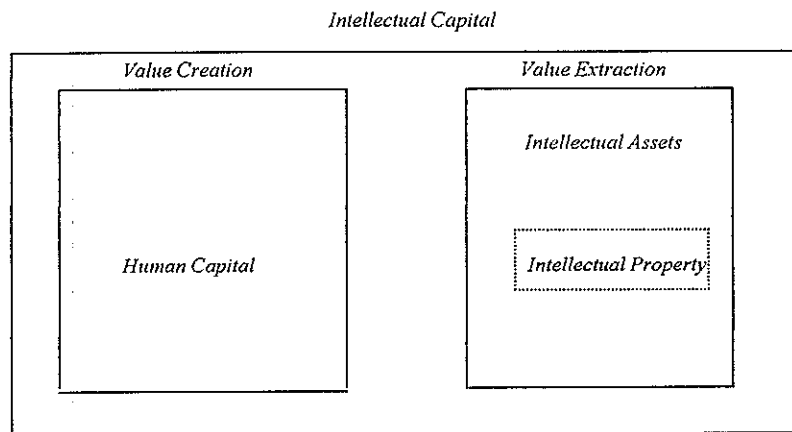 Intellectual Capital
Value Creation
Value Extraction
Intellectual Assets
Human Capital
Intellectual Property